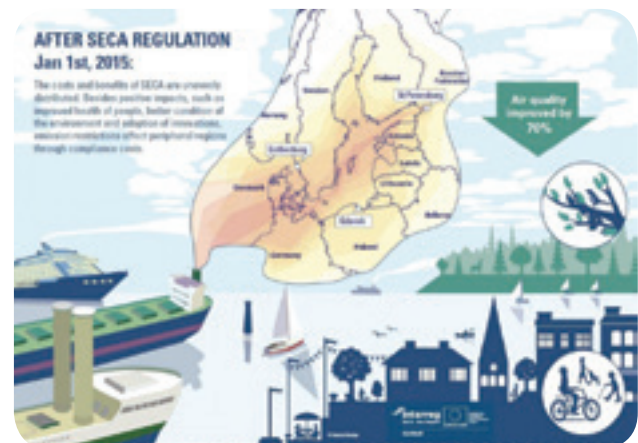 AFTER SECA REGULATION
Jan 1st, 2015:
The costs and benefits of SECA are unevenly
distributed. Besides positive impacts, such as
improved health of people, better condition of
the environment and adoption of innovations,
emission restrictions affect peripheral regions
through compliance costs.
Air quality
improved by
70%
Finland
Russian
Federation
Sweden
St Petersburg
Norway
Estonia
Gothenburg
Latvia
Denmark
Lithuania
Gdansk
Belarus
Poland
Germany
Interreg